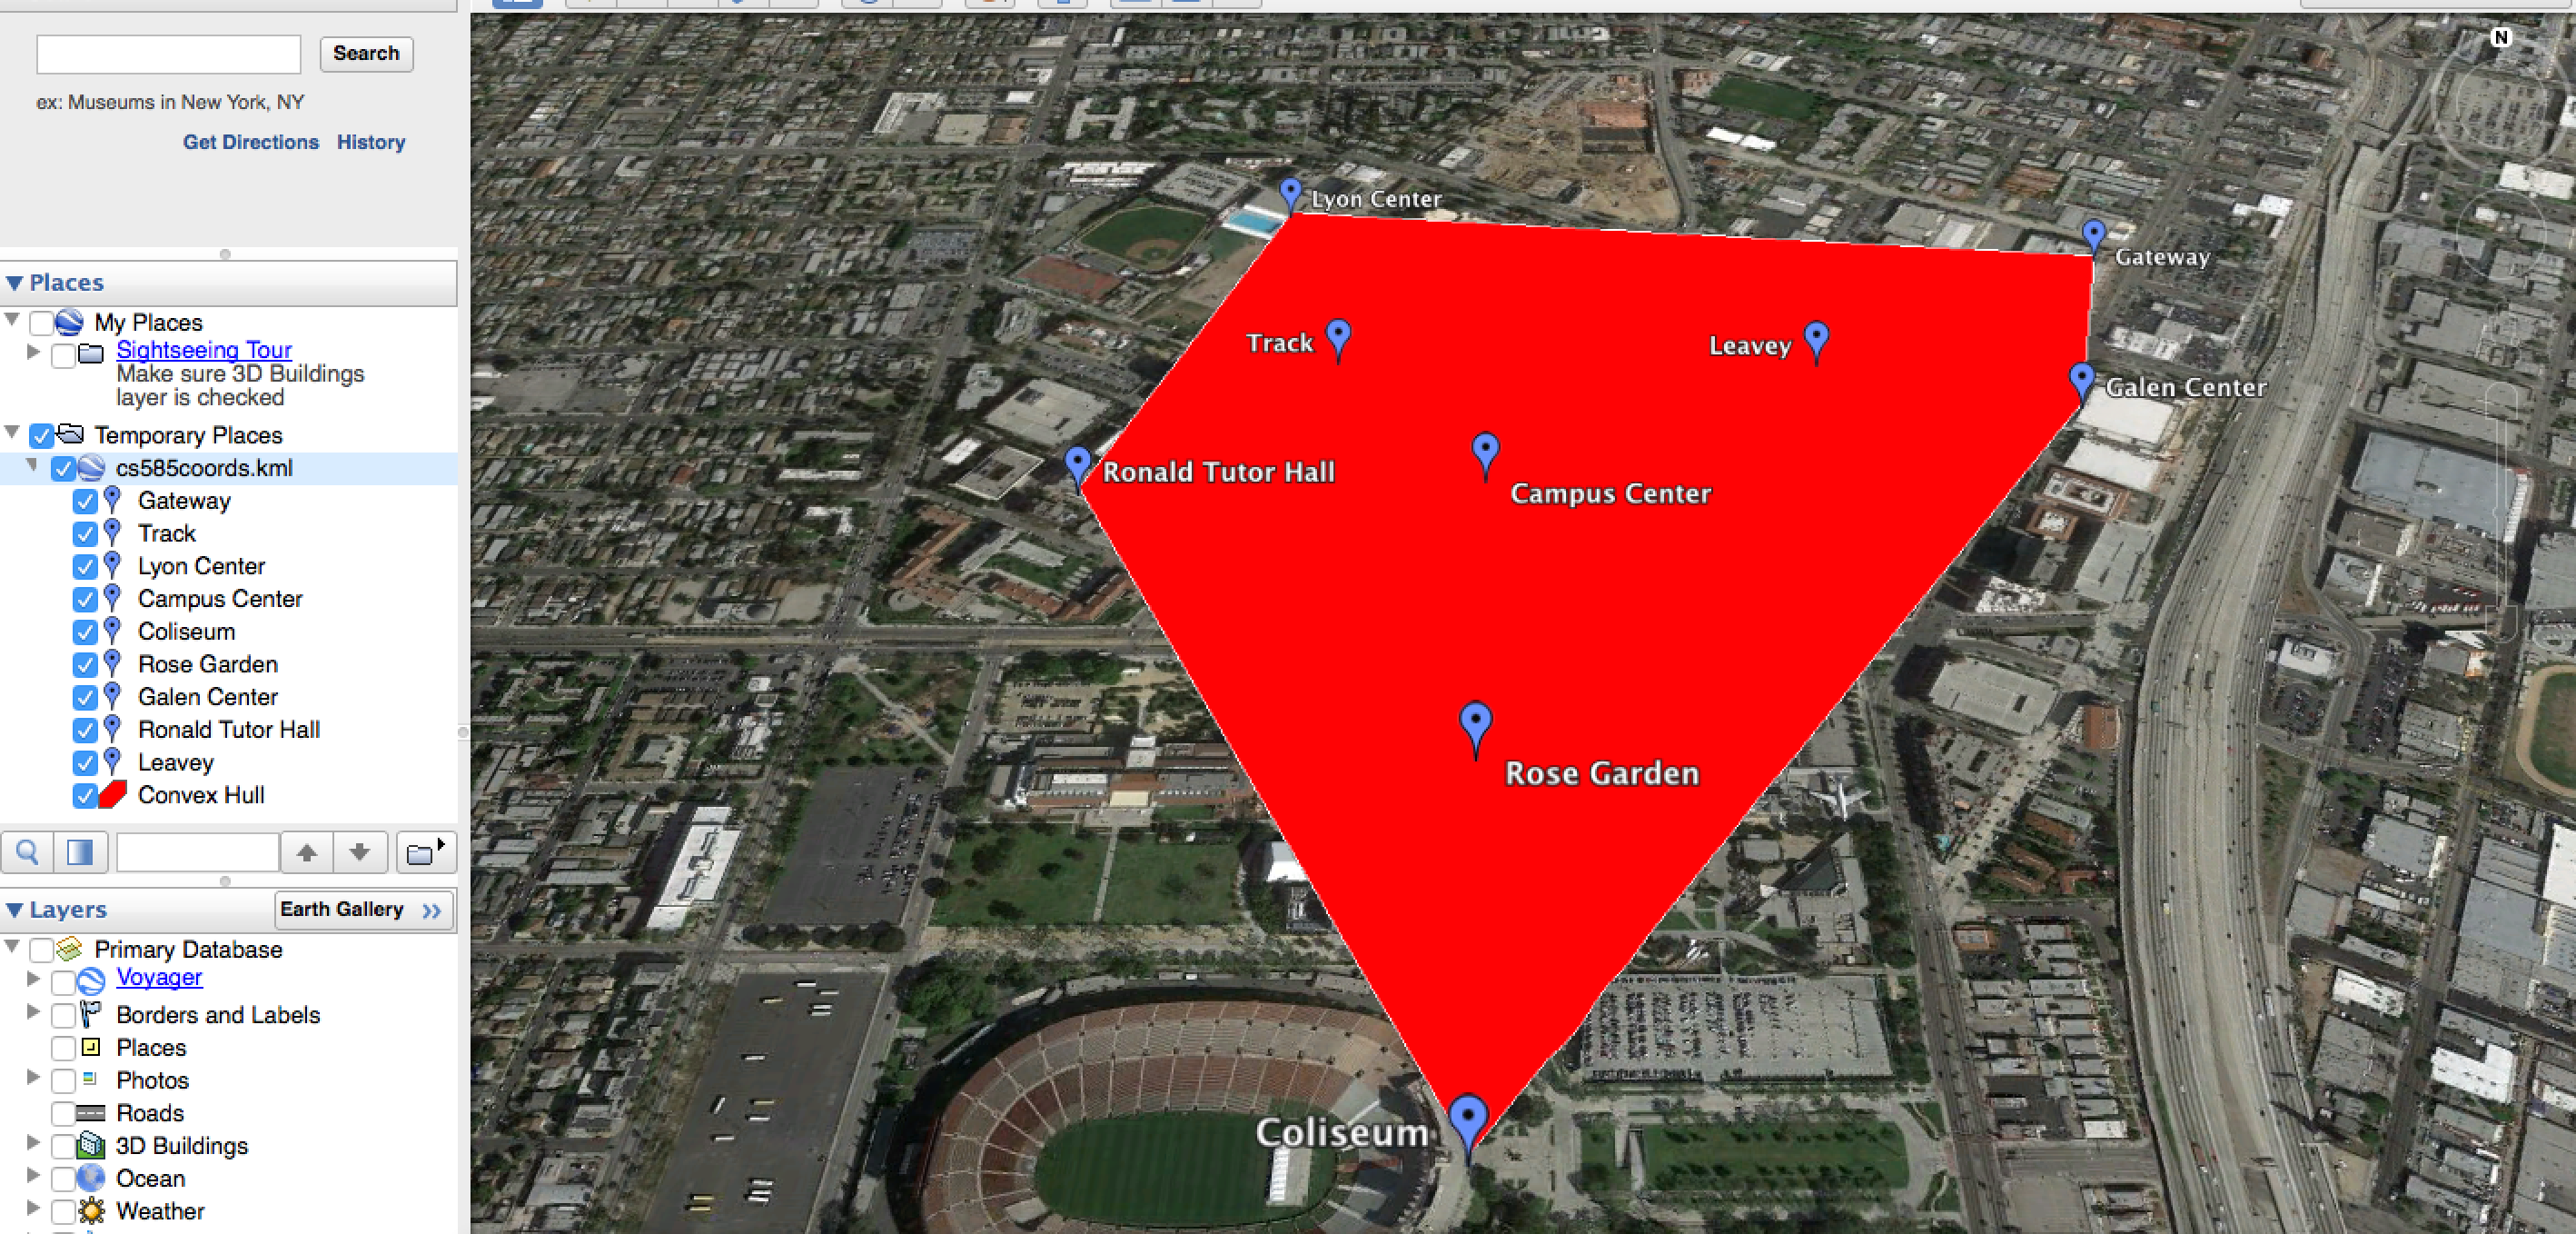 Search
ex: Museums in New York, NY
Get Directions History
Places
My Places
Sightseeing Tour
Make sure 3D Buildings
layer is checked
Temporary Places
cs585coords.kml
Gateway
Track
Lyon Center
Campus Center
Coliseum
Rose Garden
Galen Center
Ronald Tutor Hall
Leavey
Convex Hull
Layers
Earth Gallery »
Primary Database
Voyager
Borders and Labels
Places
Photos
Roads
3D Buildings
Ocean
Weather
N
Lyon Center
Gateway
Track
Leavey
Galen Center
Ronald Tutor Hall
Campus Center
Rose Garden
Coliseum